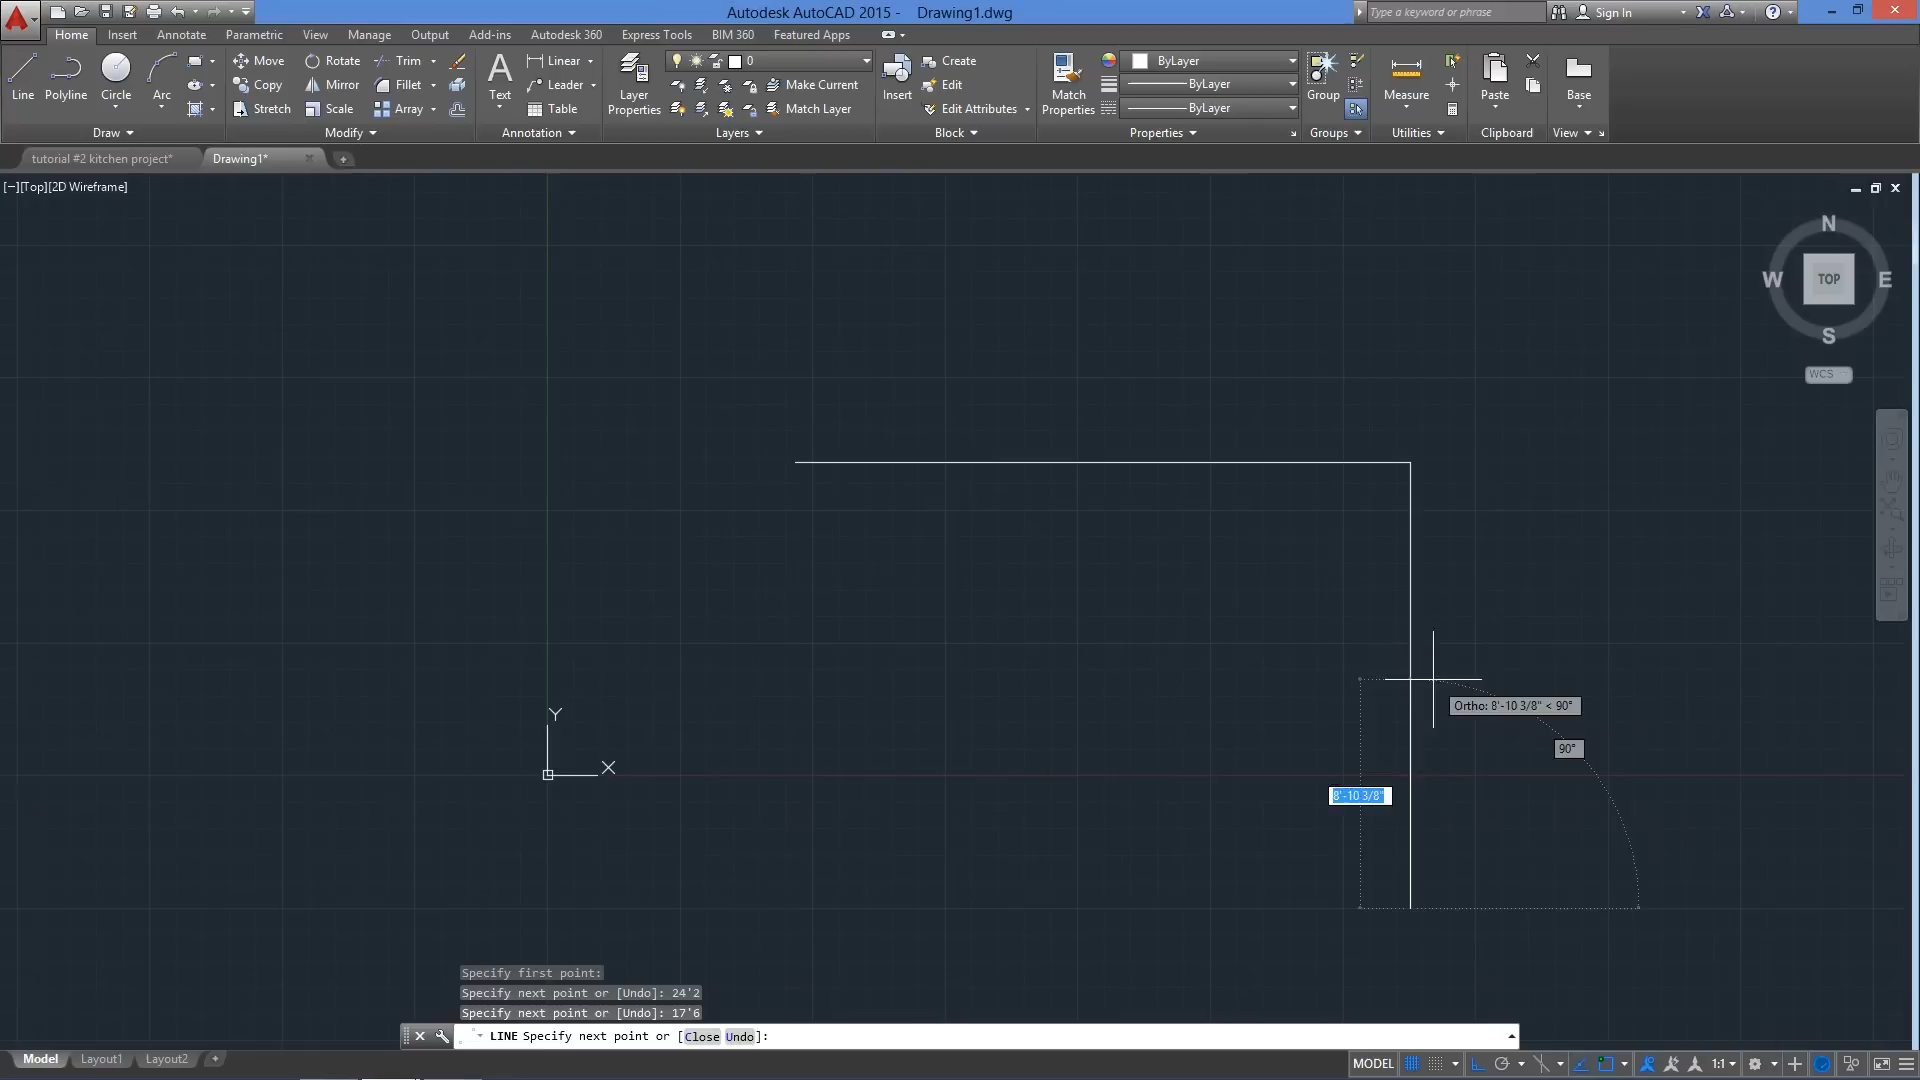 Autodesk AutoCAD 2015 - Drawing1.dwg
Type a keyword or phrase
Sign In
Home Insert Annotate Parametric View Manage Output Add-ins Autodesk 360 Express Tools BIM 360 Featured Apps
Line Polyline Circle Arc
Move Rotate Trim
Copy Mirror Fillet
Stretch Scale Array
Text
Linear
Leader
Table
Layer Properties
0
Make Current
Match Layer
Insert
Create
Edit
Edit Attributes
Match Properties
ByLayer
ByLayer
ByLayer
Group
Measure
Paste
Base
Draw Modify Annotation Layers Block Properties Groups Utilities Clipboard View
tutorial #2 kitchen project* Drawing1*
[−][Top][2D Wireframe]
N
W TOP E
S
WCS
Y
X
Ortho: 8'-10 3/8" < 90°
90°
8'-10 3/8"
Specify first point:
Specify next point or [Undo]: 24'2
Specify next point or [Undo]: 17'6
LINE Specify next point or [Close Undo]:
Model Layout1 Layout2
MODEL
1:1